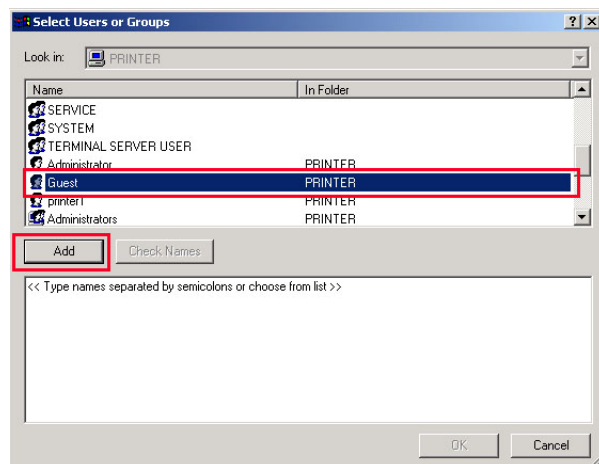 Select Users or Groups
Look in: PRINTER
Name In Folder
SERVICE
SYSTEM
TERMINAL SERVER USER
Administrator PRINTER
Guest PRINTER
printer1 PRINTER
Administrators PRINTER
Add Check Names
<< Type names separated by semicolons or choose from list >>
OK Cancel